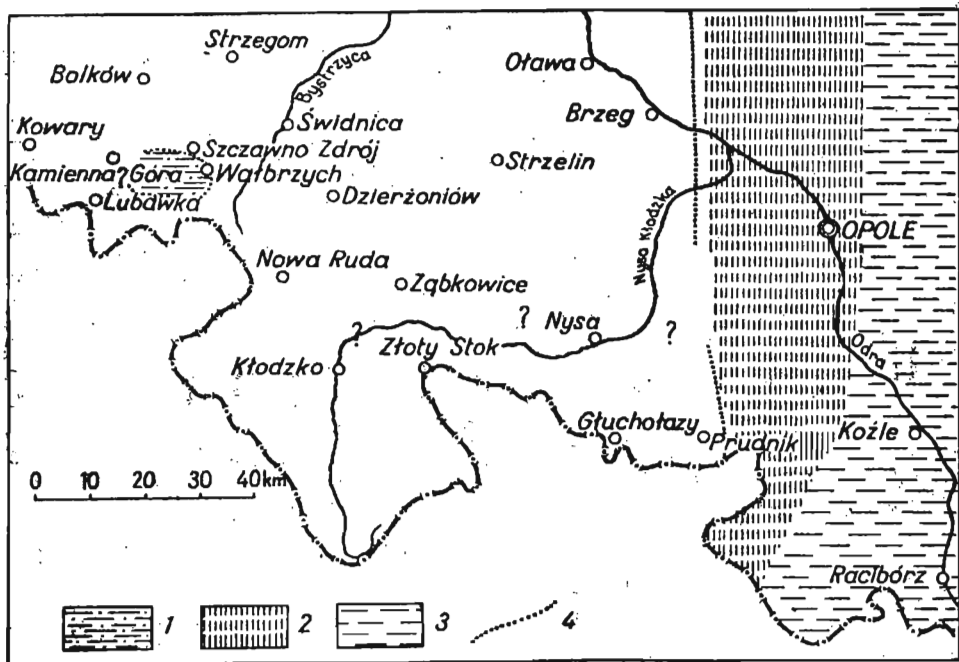 Strzegom
Bolków
Bystrzyca
Oława
Brzeg
Świdnica
Kowary
Szczawno Zdrój
Strzelin
Kamienna ? Góra
Wałbrzych
Lubawka
Dzierżoniów
Nysa Kłodzka
OPOLE
Nowa Ruda
Ząbkowice
? ? ?
Nysa
Odra
Kłodzko
Złoty Stok
Głuchołazy
Prudnik
Koźle
0 10 20 30 40 km
Racibórz
1 2 3 4